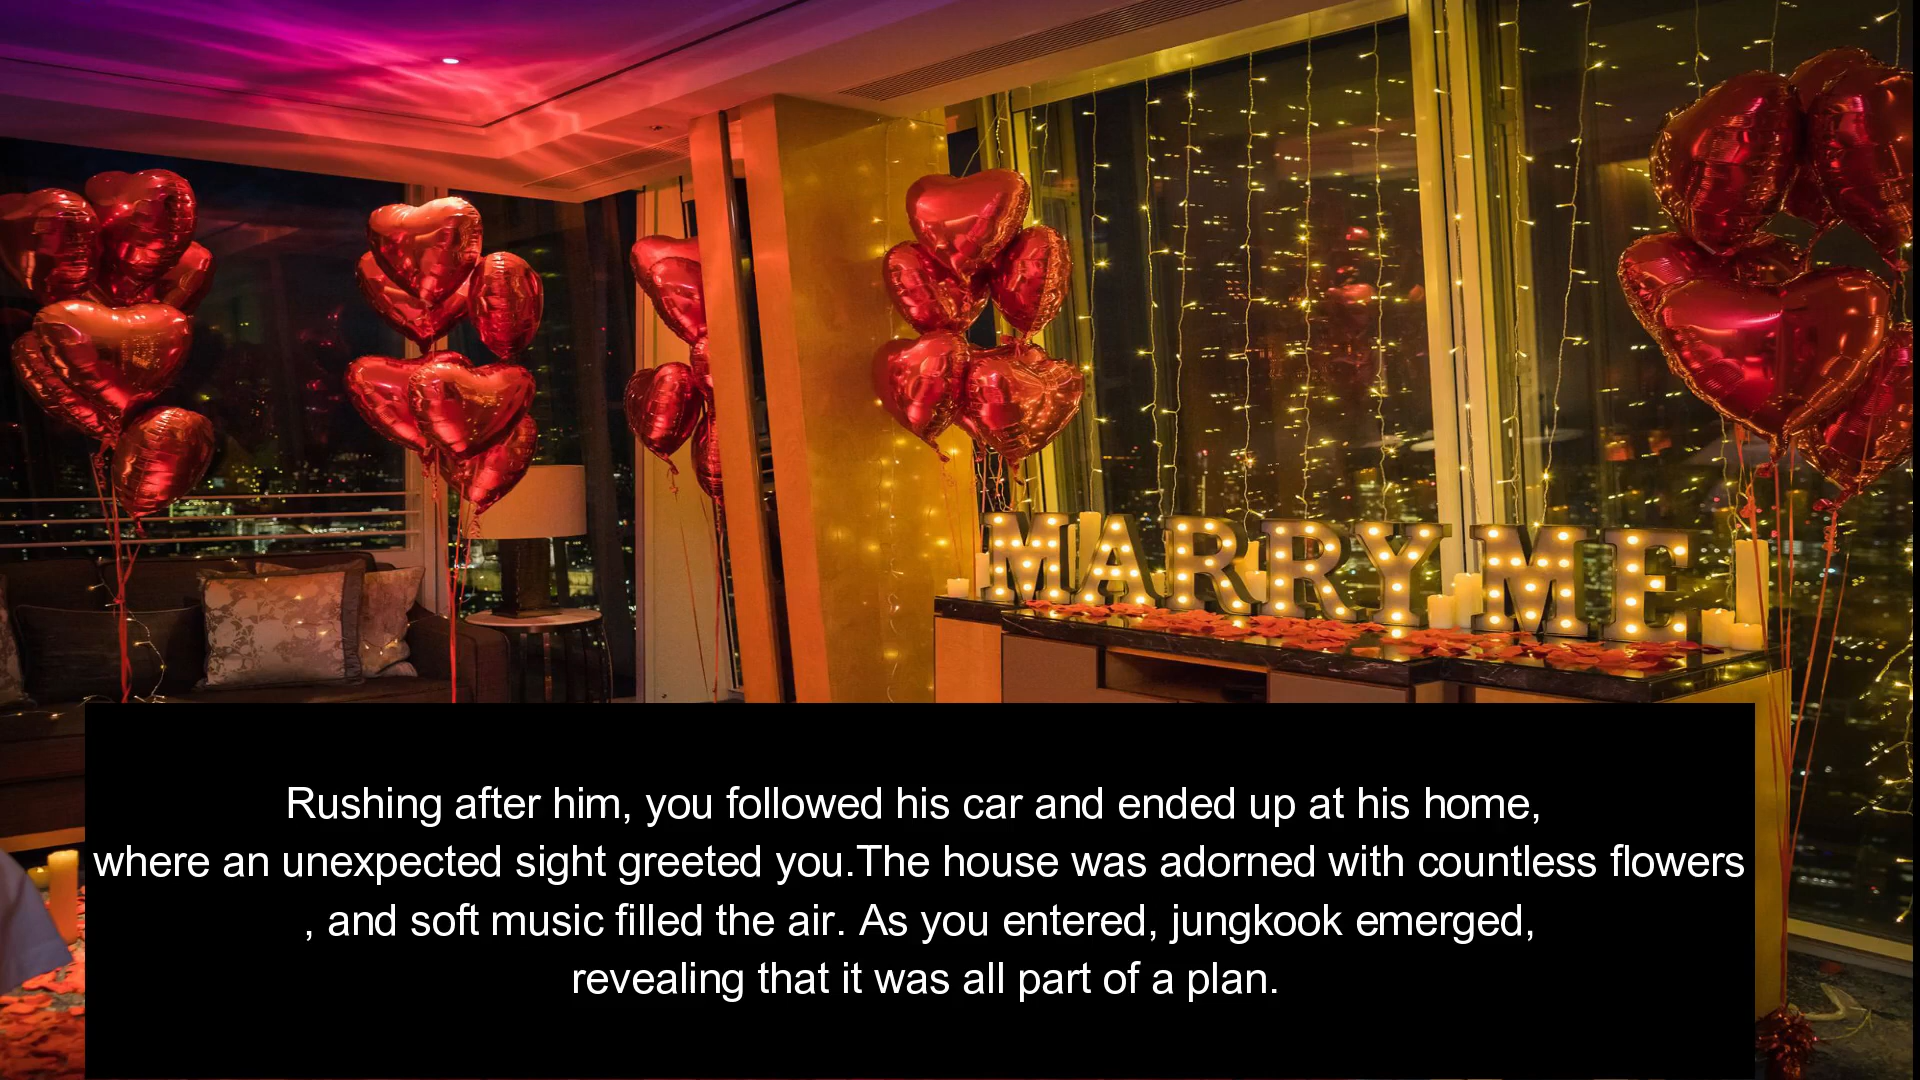 MARRY ME
Rushing after him, you followed his car and ended up at his home,
where an unexpected sight greeted you.The house was adorned with countless flowers
, and soft music filled the air. As you entered, jungkook emerged,
revealing that it was all part of a plan.